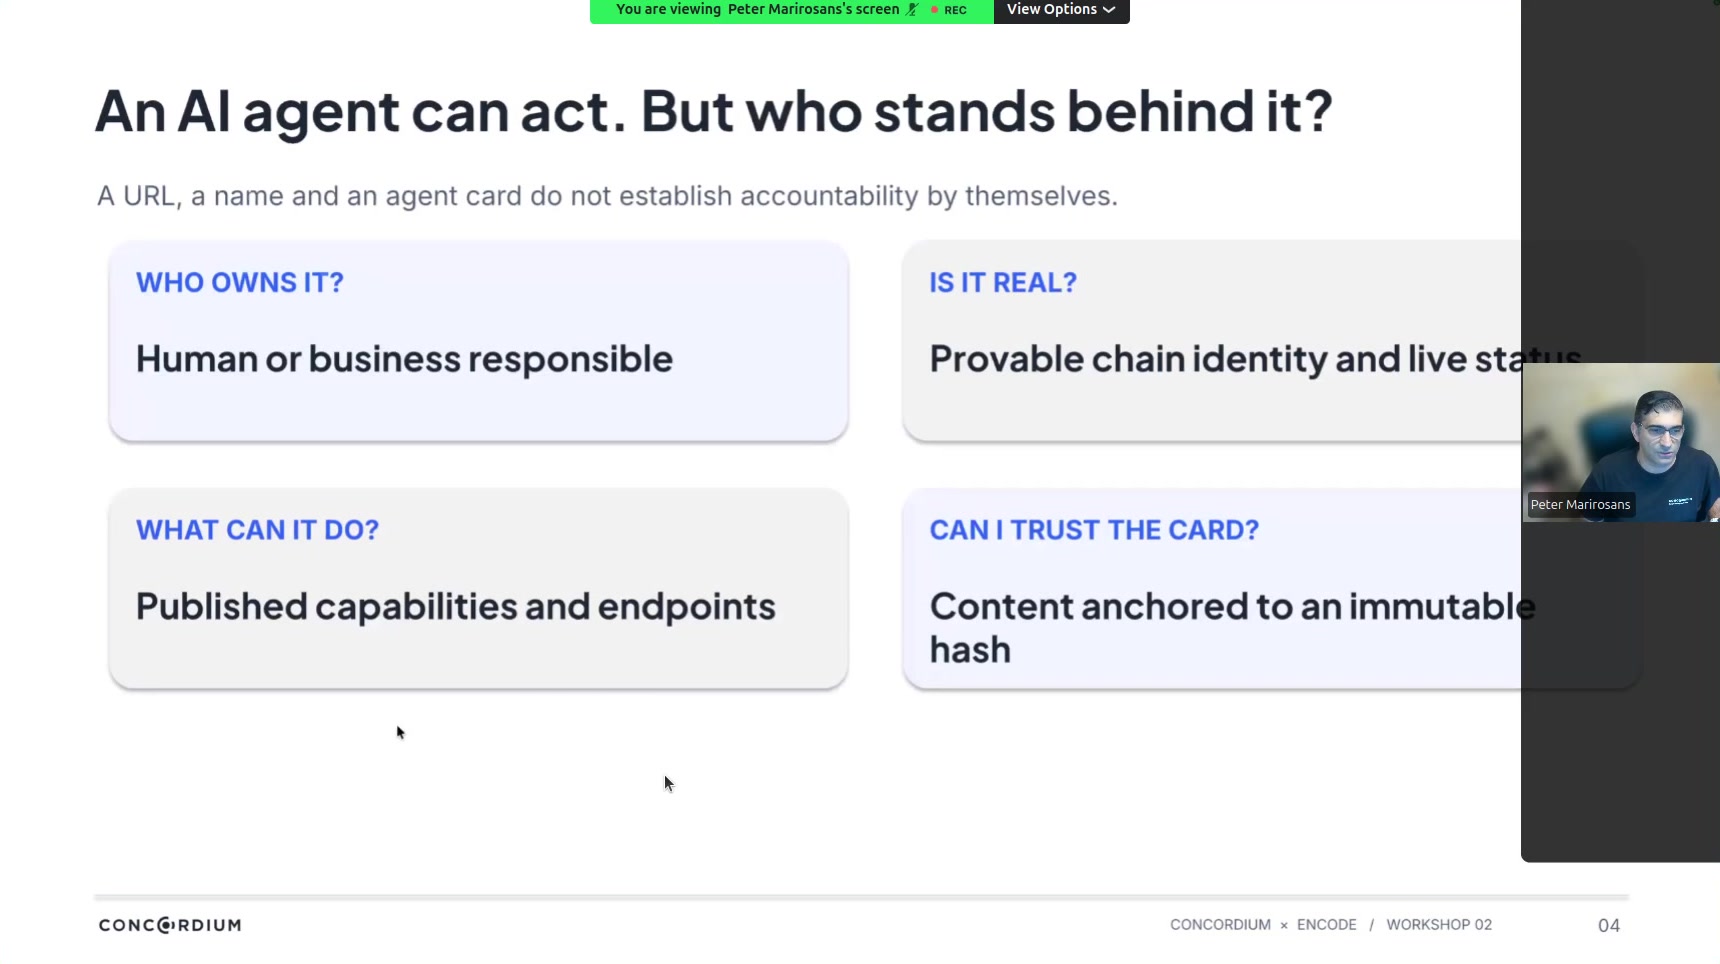 You are viewing Peter Marirosans's screen REC View Options
An AI agent can act. But who stands behind it?
A URL, a name and an agent card do not establish accountability by themselves.
WHO OWNS IT?
Human or business responsible
IS IT REAL?
Provable chain identity and live status
WHAT CAN IT DO?
Published capabilities and endpoints
CAN I TRUST THE CARD?
Content anchored to an immutable
hash
Peter Marirosans
CONCORDIUM
CONCORDIUM × ENCODE / WORKSHOP 02
04